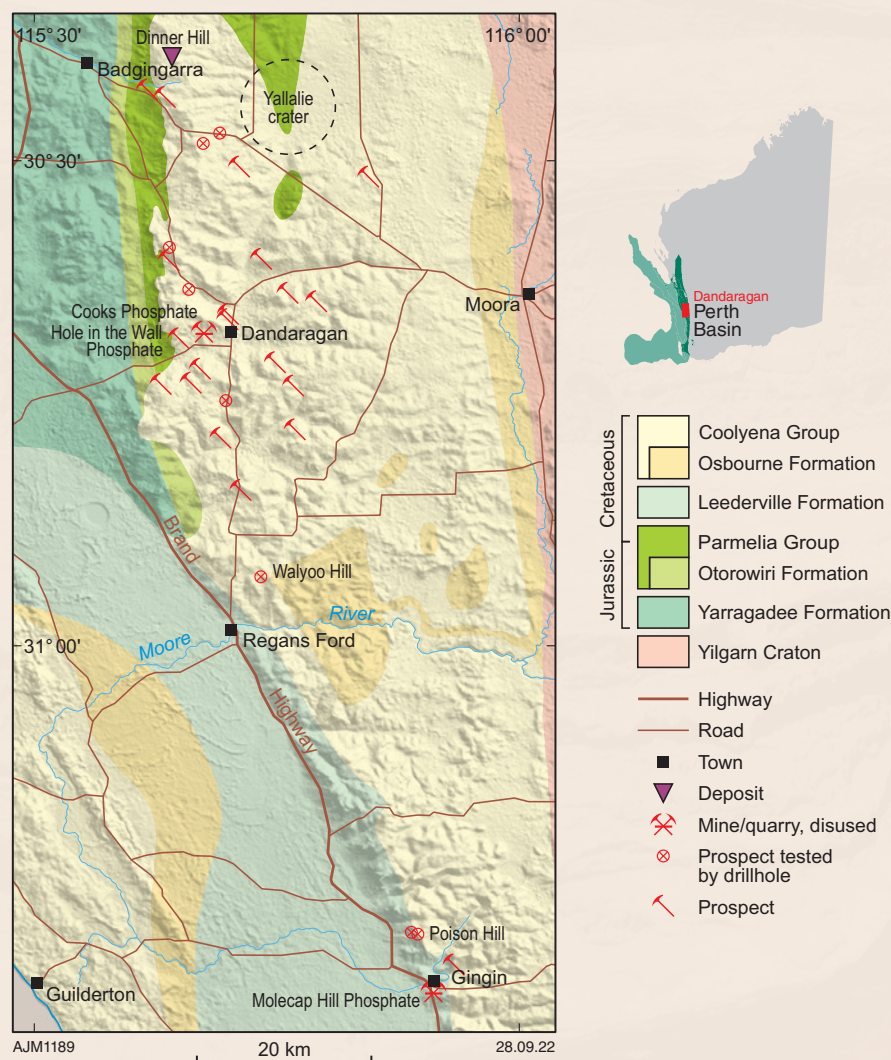 115°30'
116°00'
Dinner Hill
Badgingarra
Yallalie
crater
30°30'
Cooks Phosphate
Hole in the Wall
Phosphate
Dandaragan
Moora
Brand
Walyoo Hill
River
Moore
Regans Ford
31°00'
Highway
Poison Hill
Gingin
Guilderton
Molecap Hill Phosphate
AJM1189
20 km
28.09.22
Dandaragan
Perth
Basin
Cretaceous
Jurassic
Coolyena Group
Osbourne Formation
Leederville Formation
Parmelia Group
Otorowiri Formation
Yarragadee Formation
Yilgarn Craton
Highway
Road
Town
Deposit
Mine/quarry, disused
Prospect tested
by drillhole
Prospect